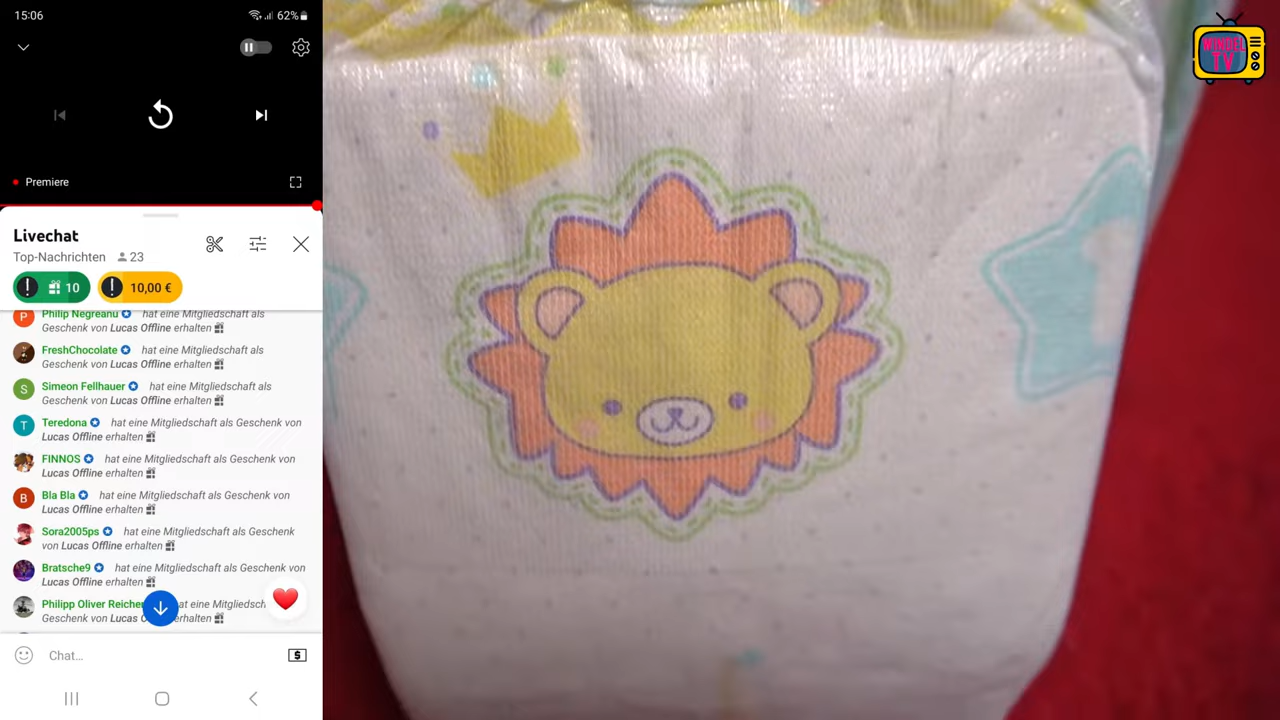 15:06
62%
Premiere
Livechat
Top-Nachrichten 23
10
10,00 €
Philip Negreanu hat eine Mitgliedschaft als
Geschenk von Lucas Offline erhalten
FreshChocolate hat eine Mitgliedschaft als
Geschenk von Lucas Offline erhalten
Simeon Fellhauer hat eine Mitgliedschaft als
Geschenk von Lucas Offline erhalten
Teredona hat eine Mitgliedschaft als Geschenk von
Lucas Offline erhalten
FINNOS hat eine Mitgliedschaft als Geschenk von
Lucas Offline erhalten
B
Bla Bla hat eine Mitgliedschaft als Geschenk von
Lucas Offline erhalten
Sora2005ps hat eine Mitgliedschaft als Geschenk
von Lucas Offline erhalten
Bratsche9 hat eine Mitgliedschaft als Geschenk von
Lucas Offline erhalten
Philipp Oliver
Geschenk von erhalten
Chat...
TV